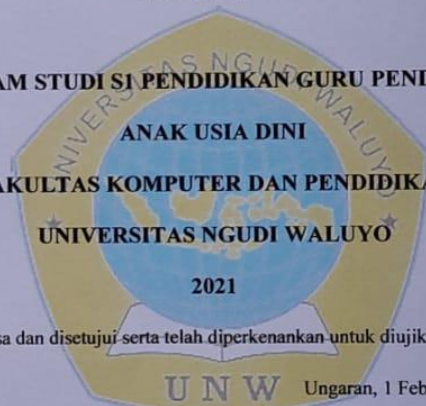 AM STUDI S1 PENDIDIKAN GURU PEND
ANAK USIA DINI
AKULTAS KOMPUTER DAN PENDIDIKA
UNIVERSITAS NGUDI WALUYO
2021
sa dan disetujui serta telah diperkenankan untuk diujik
UNW Ungaran, 1 Feb
UNIVERSITAS NGUDI WALUYO